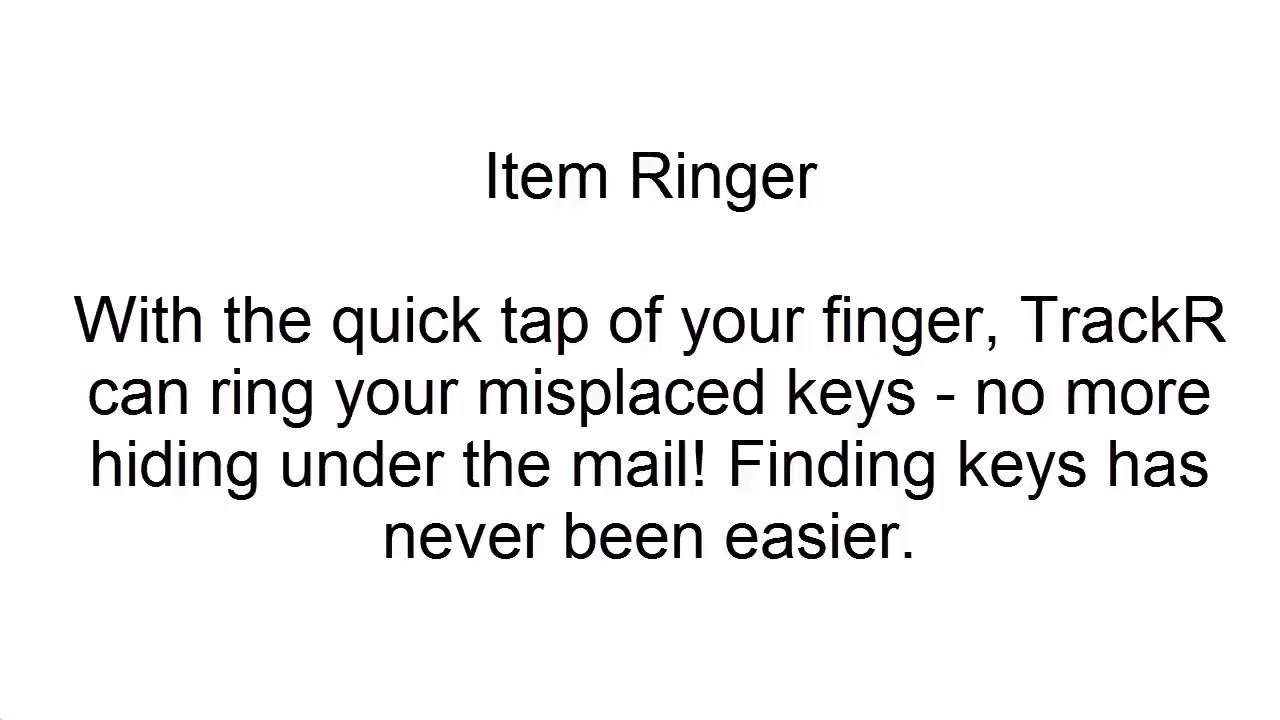 Item Ringer
With the quick tap of your finger, TrackR
can ring your misplaced keys - no more
hiding under the mail! Finding keys has
never been easier.